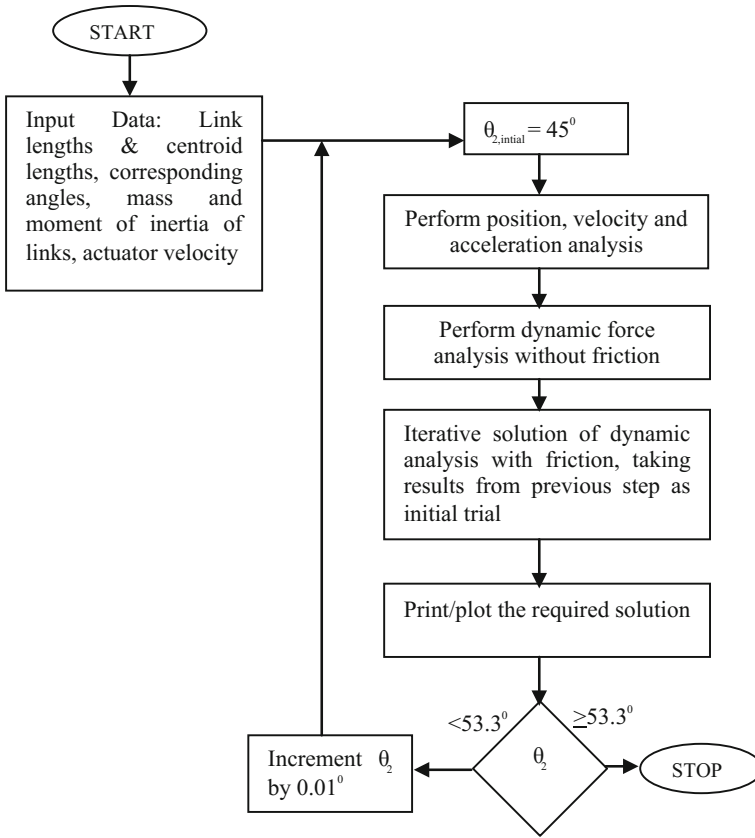 START
Input Data: Link
lengths & centroid
lengths, corresponding
angles, mass and
moment of inertia of
links, actuator velocity
θ2,intial = 45⁰
Perform position, velocity and
acceleration analysis
Perform dynamic force
analysis without friction
Iterative solution of dynamic
analysis with friction, taking
results from previous step as
initial trial
Print/plot the required solution
<53.3⁰
≥53.3⁰
θ2
Increment θ2
by 0.01⁰
STOP